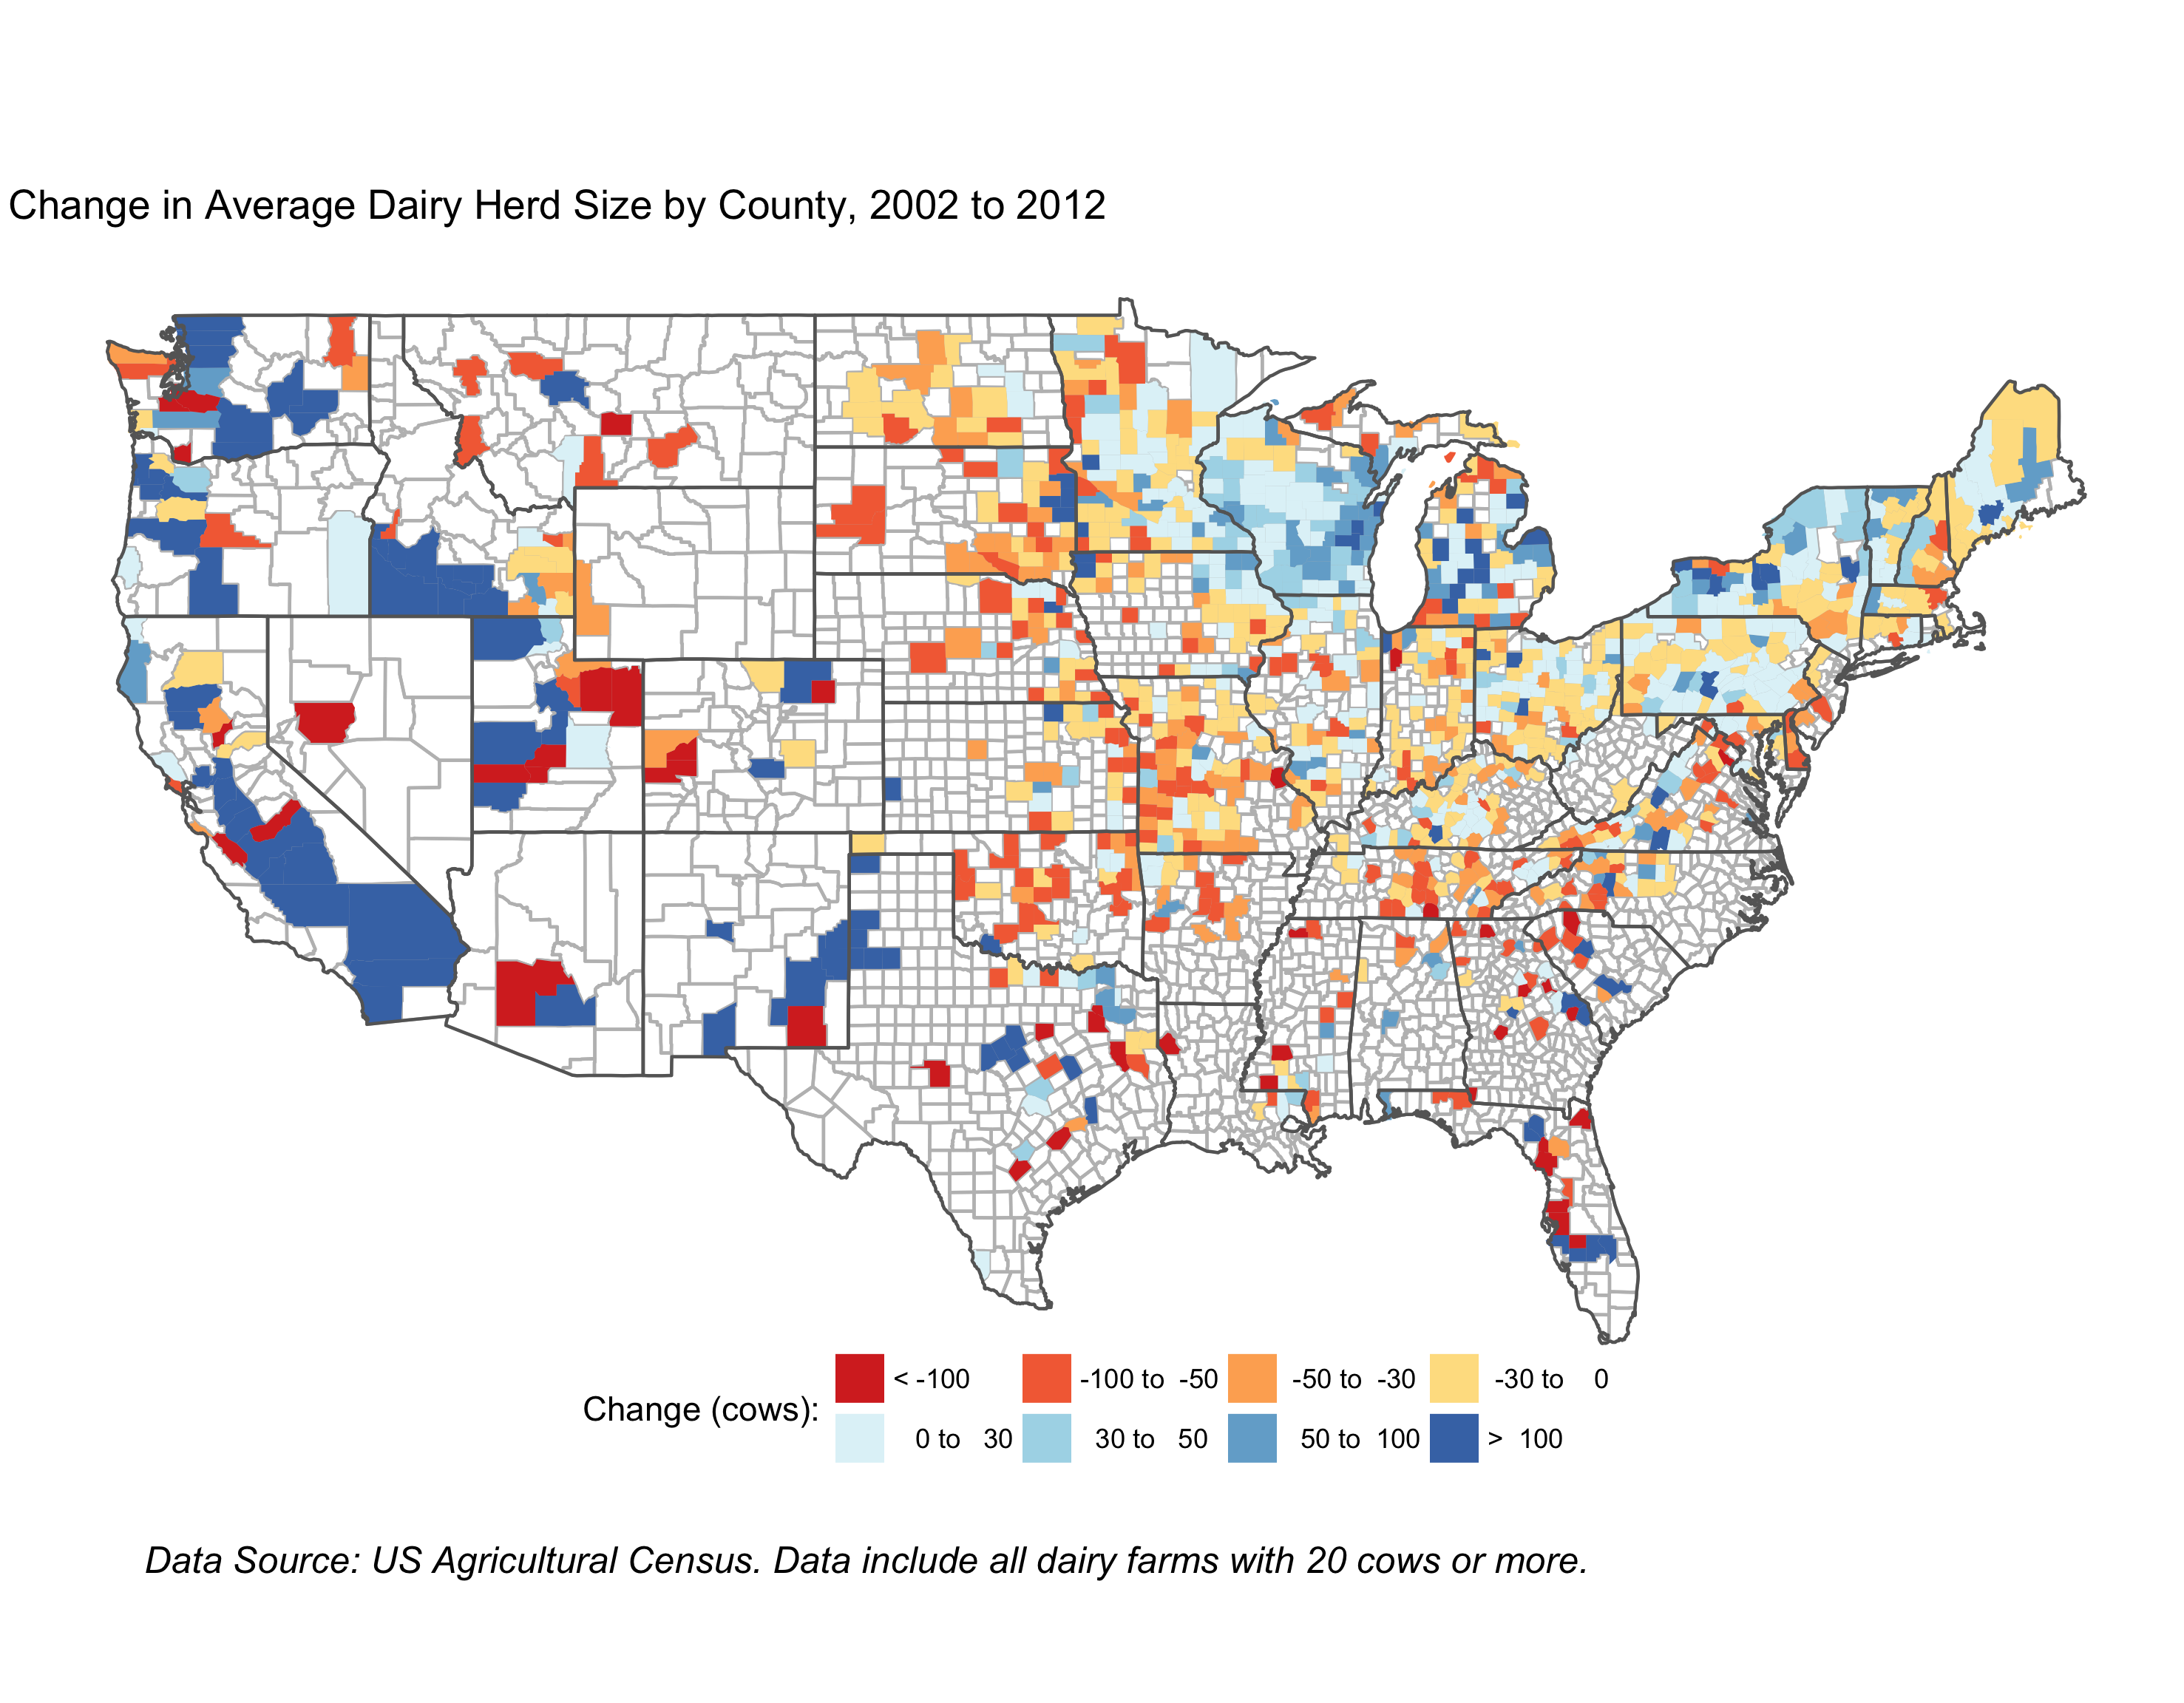 Change in Average Dairy Herd Size by County, 2002 to 2012
Change (cows):
< -100
-100 to -50
-50 to -30
-30 to 0
0 to 30
30 to 50
50 to 100
> 100
Data Source: US Agricultural Census. Data include all dairy farms with 20 cows or more.